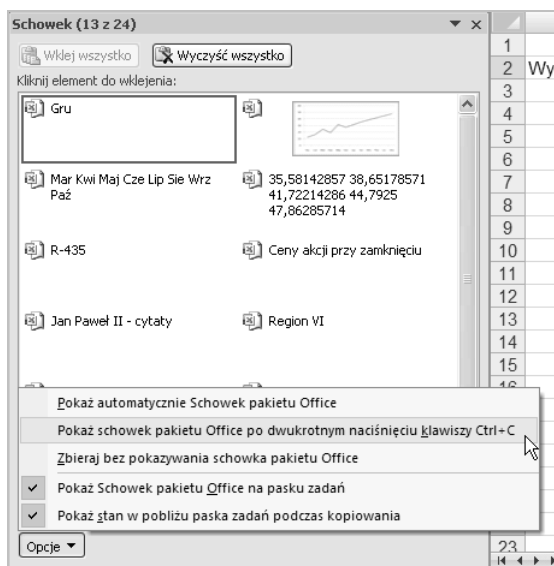 Schowek (13 z 24)
Wklej wszystko
Wyczyść wszystko
Kliknij element do wklejenia:
Gru
Mar Kwi Maj Cze Lip Sie Wrz
Paź
35,58142857 38,65178571
41,72214286 44,7925
47,86285714
R-435
Ceny akcji przy zamknięciu
Jan Paweł II - cytaty
Region VI
Pokaż automatycznie Schowek pakietu Office
Pokaż schowek pakietu Office po dwukrotnym naciśnięciu klawiszy Ctrl+C
Zbieraj bez pokazywania schowka pakietu Office
Pokaż Schowek pakietu Office na pasku zadań
Pokaż stan w pobliżu paska zadań podczas kopiowania
Opcje
1
2 Wy
3
4
5
6
7
8
9
10
11
12
13
14
15
16
23